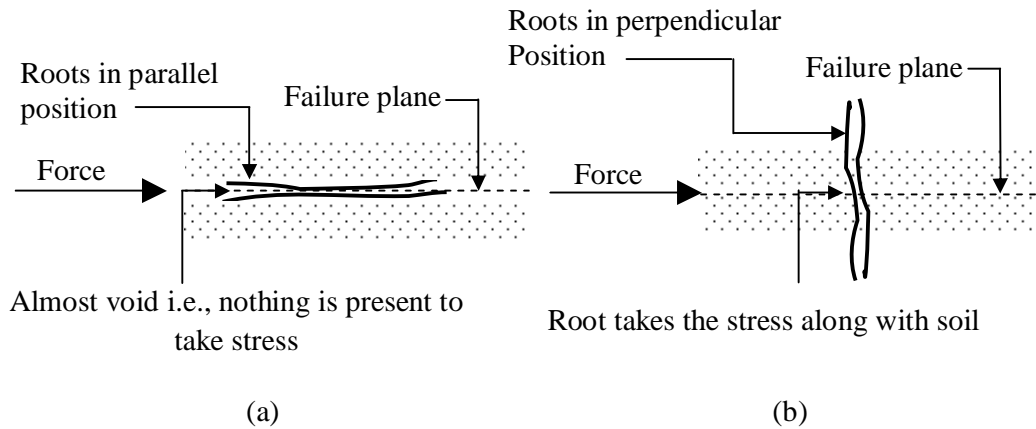 Roots in parallel
position
Failure plane
Force
Almost void i.e., nothing is present to
take stress
(a)
Roots in perpendicular
Position
Failure plane
Force
Root takes the stress along with soil
(b)